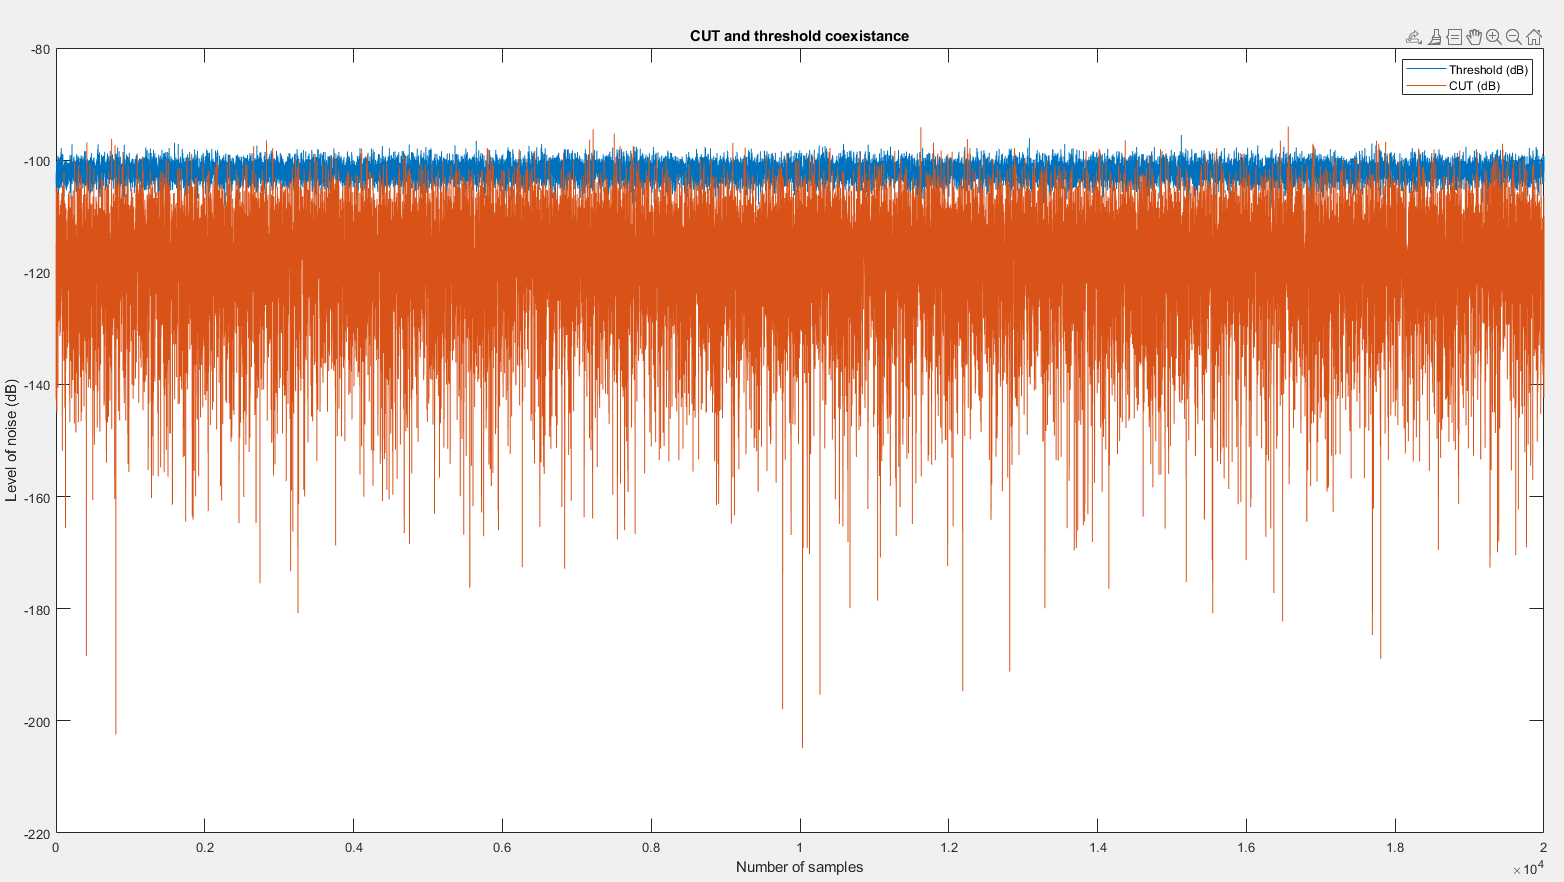 CUT and threshold coexistance
Threshold (dB)
CUT (dB)
Level of noise (dB)
-80
-100
-120
-140
-160
-180
-200
-220
0 0.2 0.4 0.6 0.8 1 1.2 1.4 1.6 1.8 2
Number of samples
×10⁴